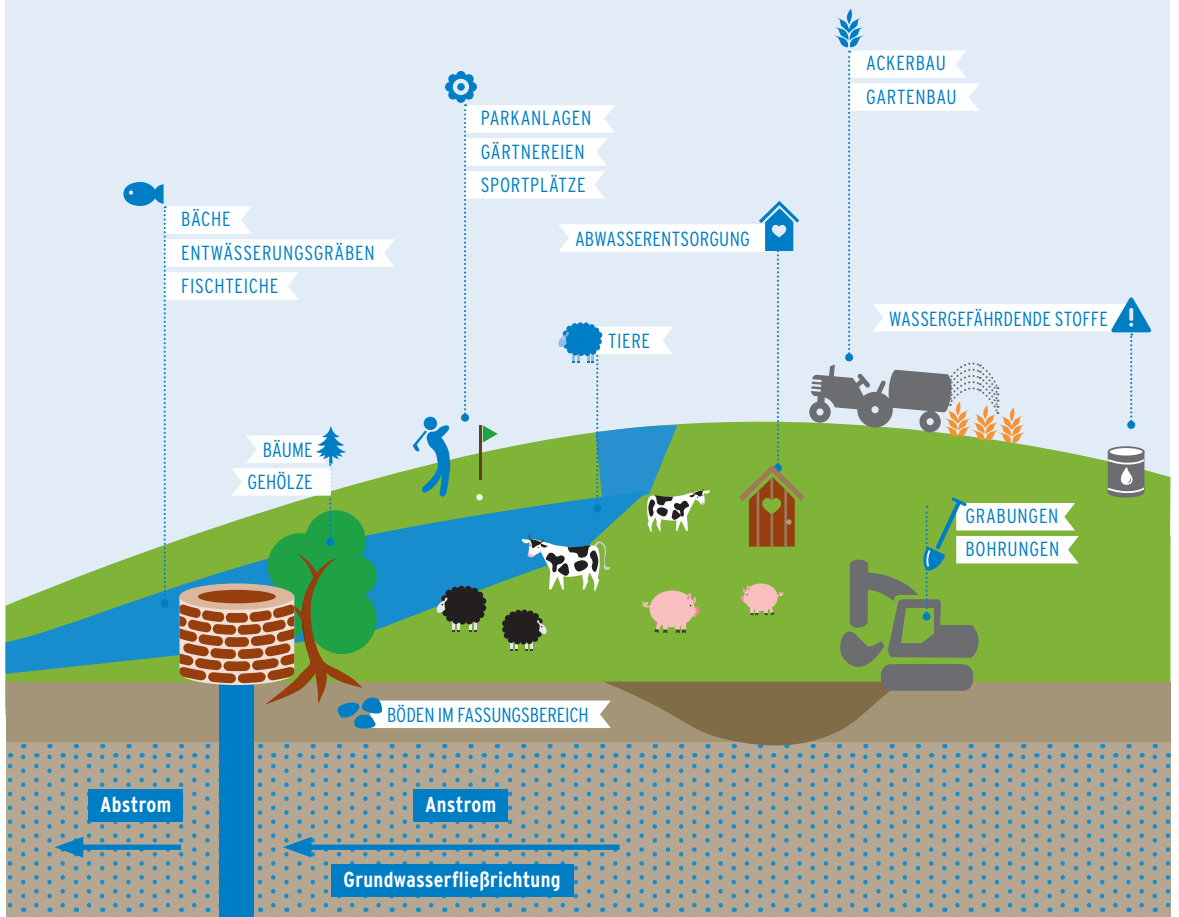 ACKERBAU
GARTENBAU
PARKANLAGEN
GÄRTNEREIEN
SPORTPLÄTZE
BÄCHE
ENTWÄSSERUNGSGRÄBEN
FISCHTEICHE
ABWASSERENTSORGUNG
WASSERGEFÄHRDENDE STOFFE
TIERE
BÄUME
GEHÖLZE
GRABUNGEN
BOHRUNGEN
BÖDEN IM FASSUNGSBEREICH
Abstrom
Anstrom
Grundwasserfließrichtung